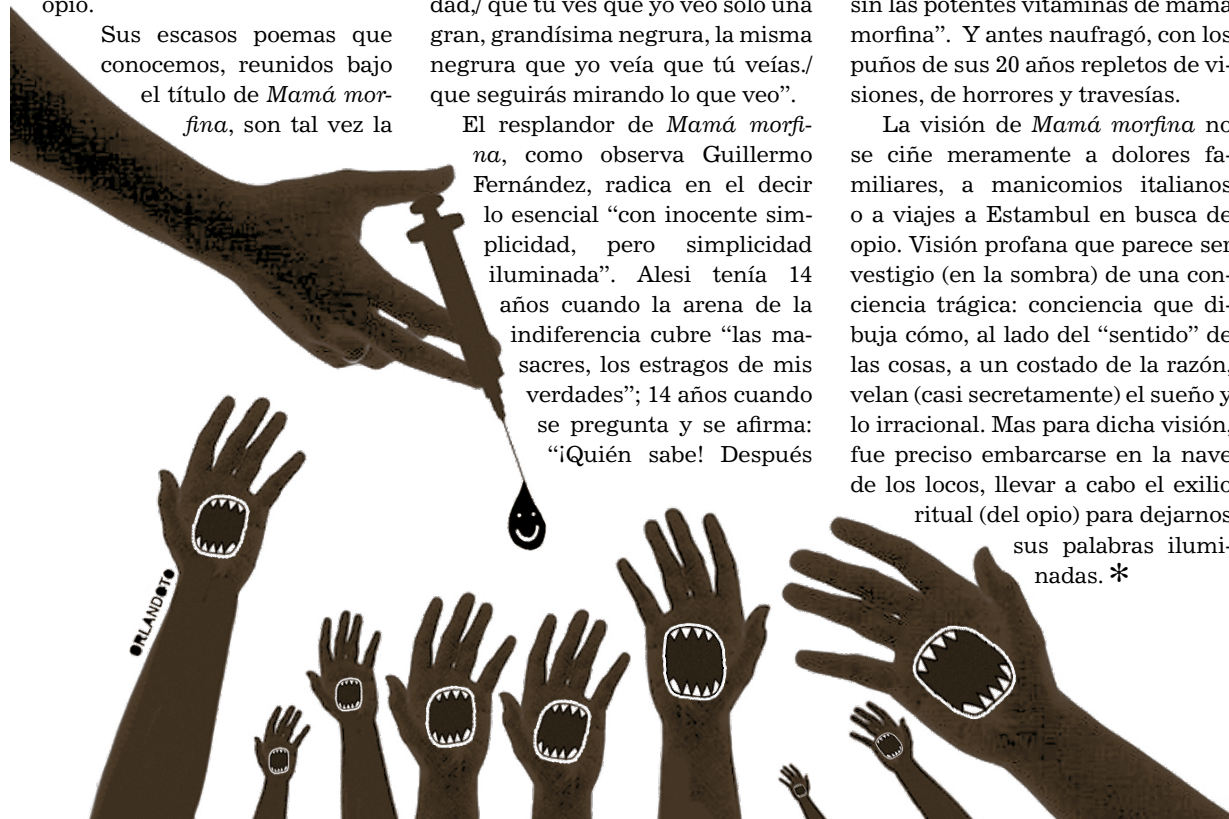 opio.
Sus escasos poemas que
conocemos, reunidos bajo
el título de Mamá mor-
fina, son tal vez la
dad,/ que tú ves que yo veo sólo una
gran, grandísima negrura, la misma
negrura que yo veía que tú veías./
que seguirás mirando lo que veo”.
El resplandor de Mamá morfi-
na, como observa Guillermo
Fernández, radica en el decir
lo esencial “con inocente sim-
plicidad, pero simplicidad
iluminada”. Alesi tenía 14
años cuando la arena de la
indiferencia cubre “las ma-
sacres, los estragos de mis
verdades”; 14 años cuando
se pregunta y se afirma:
“¡Quién sabe! Después
sin las potentes vitaminas de mamá
morfina”. Y antes naufragó, con los
puños de sus 20 años repletos de vi-
siones, de horrores y travesías.
La visión de Mamá morfina no
se ciñe meramente a dolores fa-
miliares, a manicomios italianos
o a viajes a Estambul en busca de
opio. Visión profana que parece ser
vestigio (en la sombra) de una con-
ciencia trágica: conciencia que di-
buja cómo, al lado del “sentido” de
las cosas, a un costado de la razón,
velan (casi secretamente) el sueño y
lo irracional. Mas para dicha visión,
fue preciso embarcarse en la nave
de los locos, llevar a cabo el exilio
ritual (del opio) para dejarnos
sus palabras ilumi-
nadas. *
ORLANDOTO